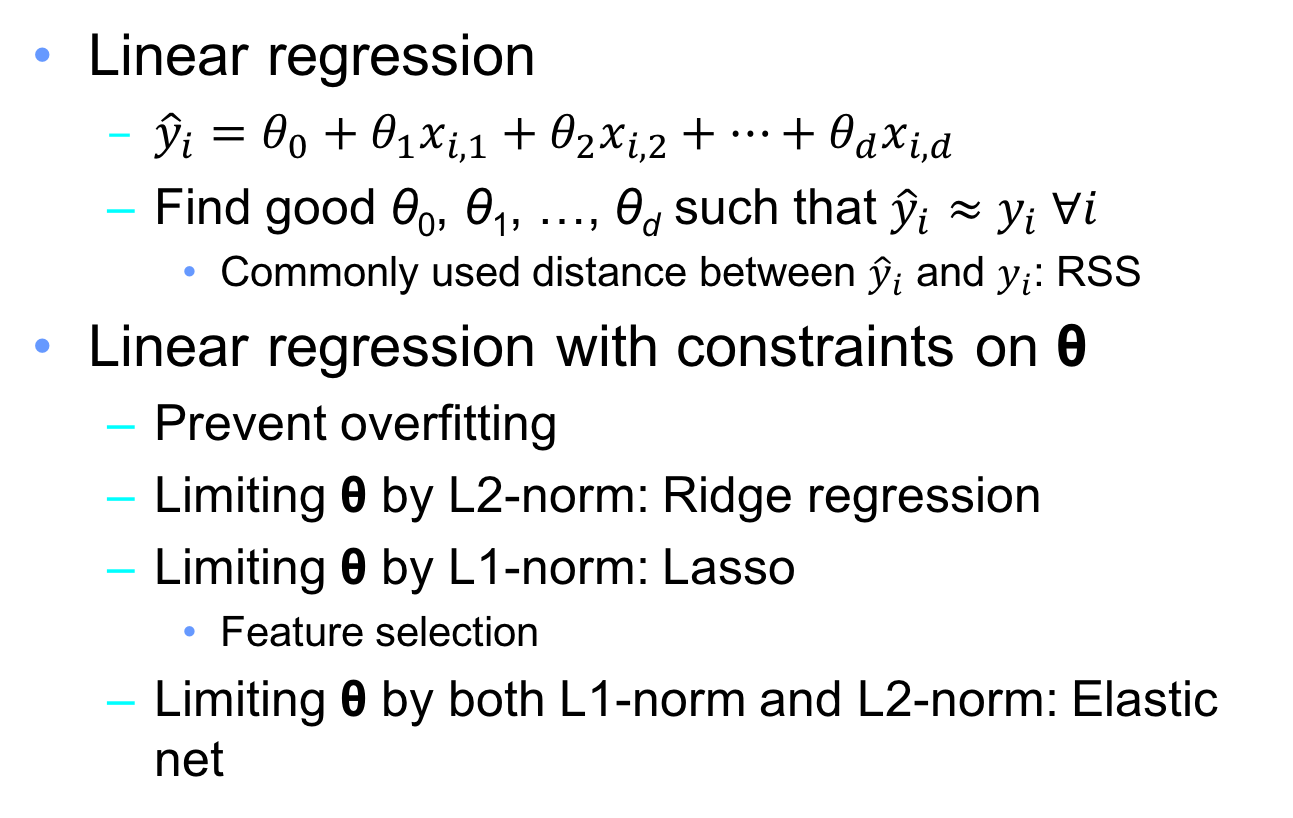 • Linear regression
– ŷᵢ = θ₀ + θ₁xᵢ,₁ + θ₂xᵢ,₂ + ⋯ + θ_d xᵢ,d
– Find good θ₀, θ₁, …, θ_d such that ŷᵢ ≈ yᵢ ∀i
• Commonly used distance between ŷᵢ and yᵢ: RSS
• Linear regression with constraints on θ
– Prevent overfitting
– Limiting θ by L2-norm: Ridge regression
– Limiting θ by L1-norm: Lasso
• Feature selection
– Limiting θ by both L1-norm and L2-norm: Elastic
net